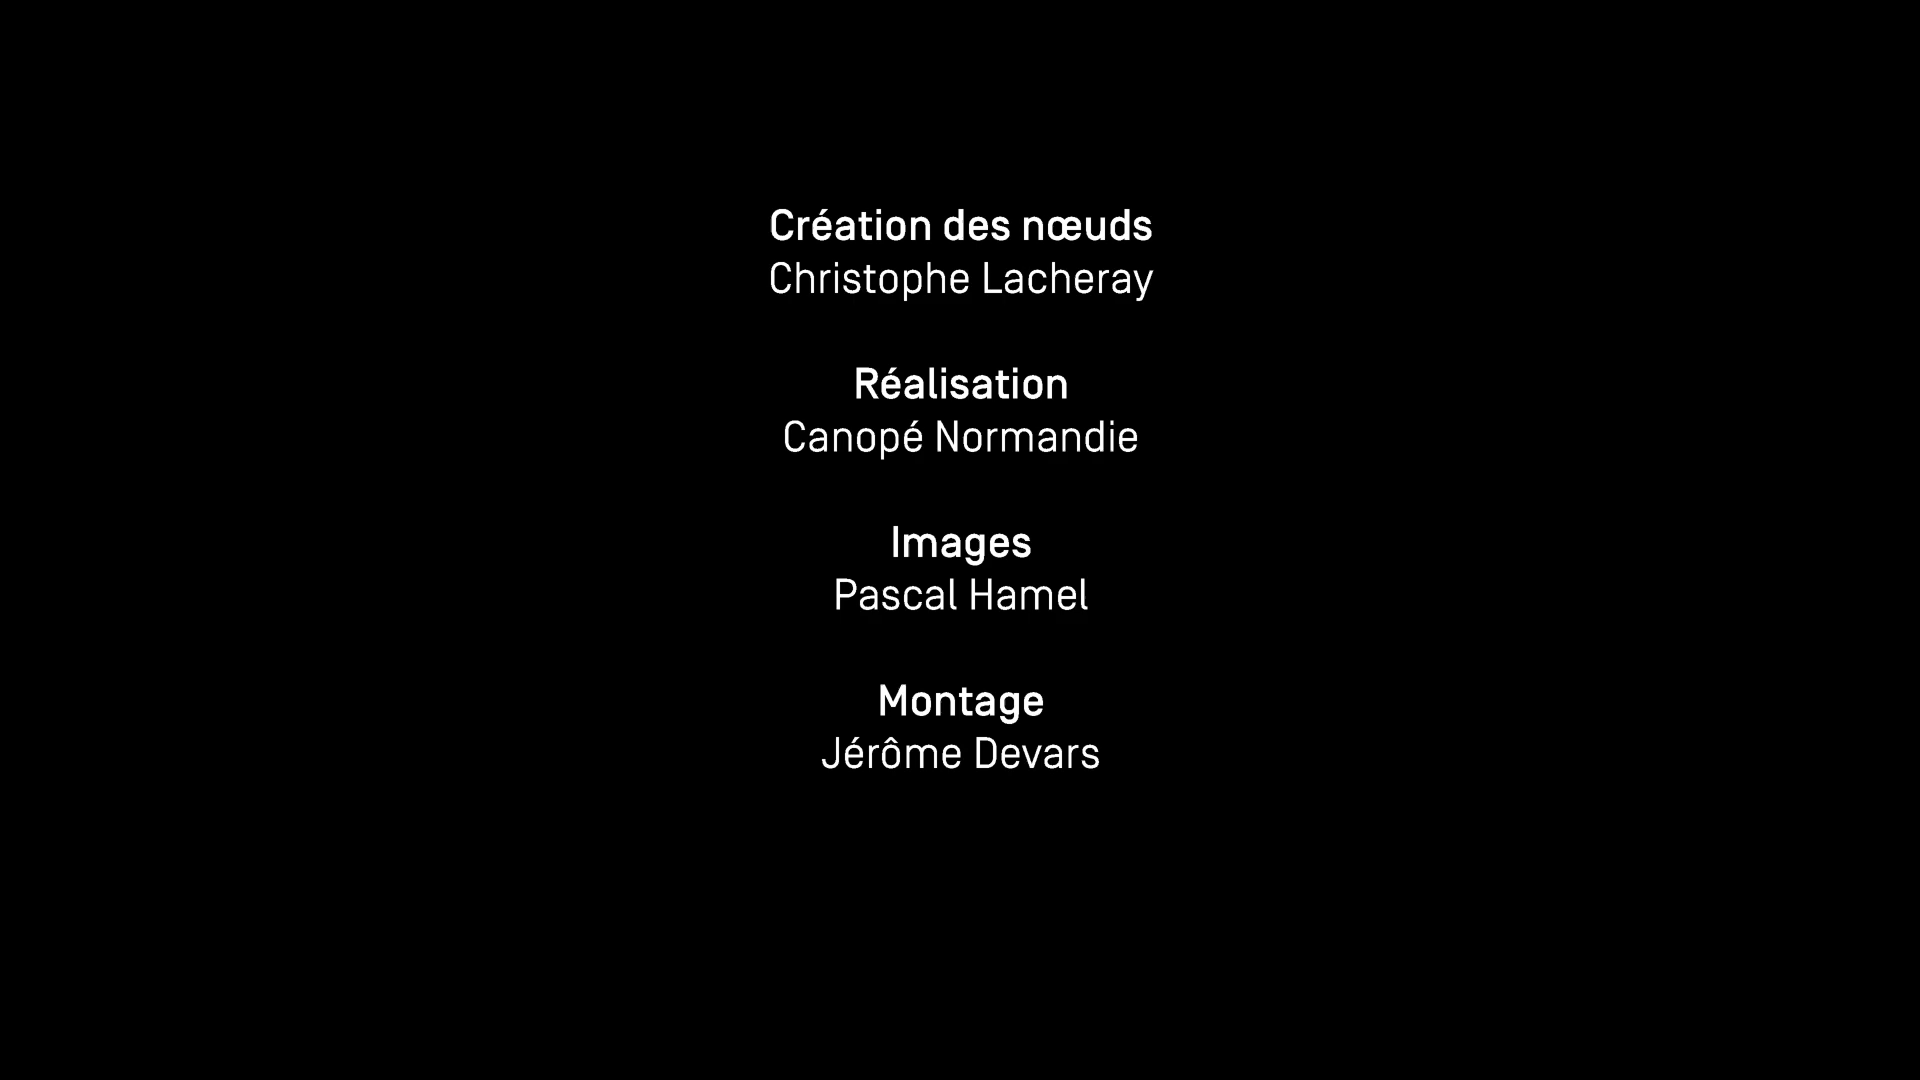 Création des nœuds
Christophe Lacheray
Réalisation
Canopé Normandie
Images
Pascal Hamel
Montage
Jérôme Devars